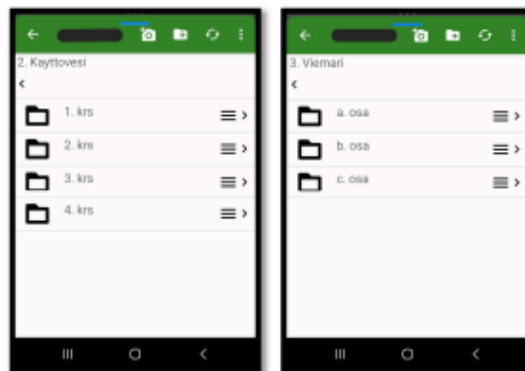 2. Kayttovesi
1. krs
2. krs
3. krs
4. krs
3. Viemari
a. osa
b. osa
c. osa